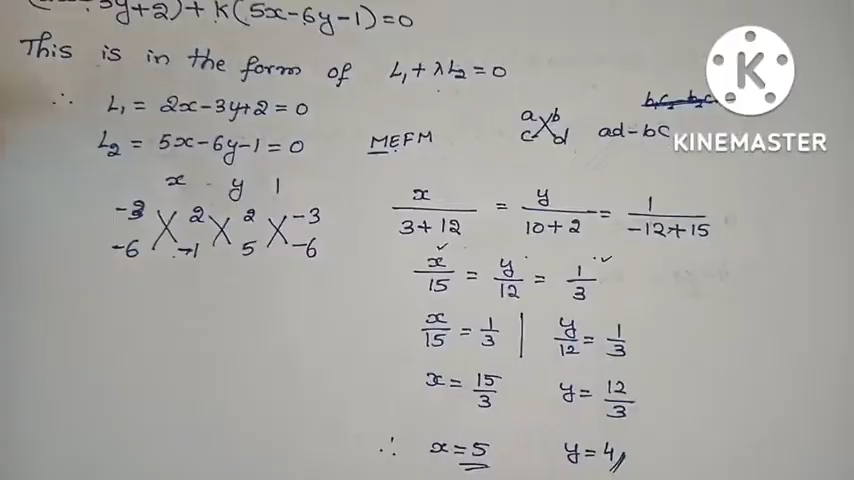 3y+2)+K(5x-6y-1)=0
This is in the form of L₁+λL₂=0
∴ L₁ = 2x-3y+2=0
L₂ = 5x-6y-1=0
MEFM
a b
c d
ad-bc
K
KINEMASTER
x y 1
-3 2 2 -3
-6 -1 5 -6
x/3+12 = y/10+2 = 1/-12+15
x/15 = y/12 = 1/3
x/15 = 1/3 | y/12 = 1/3
x = 15/3 y = 12/3
∴ x=5 y=4